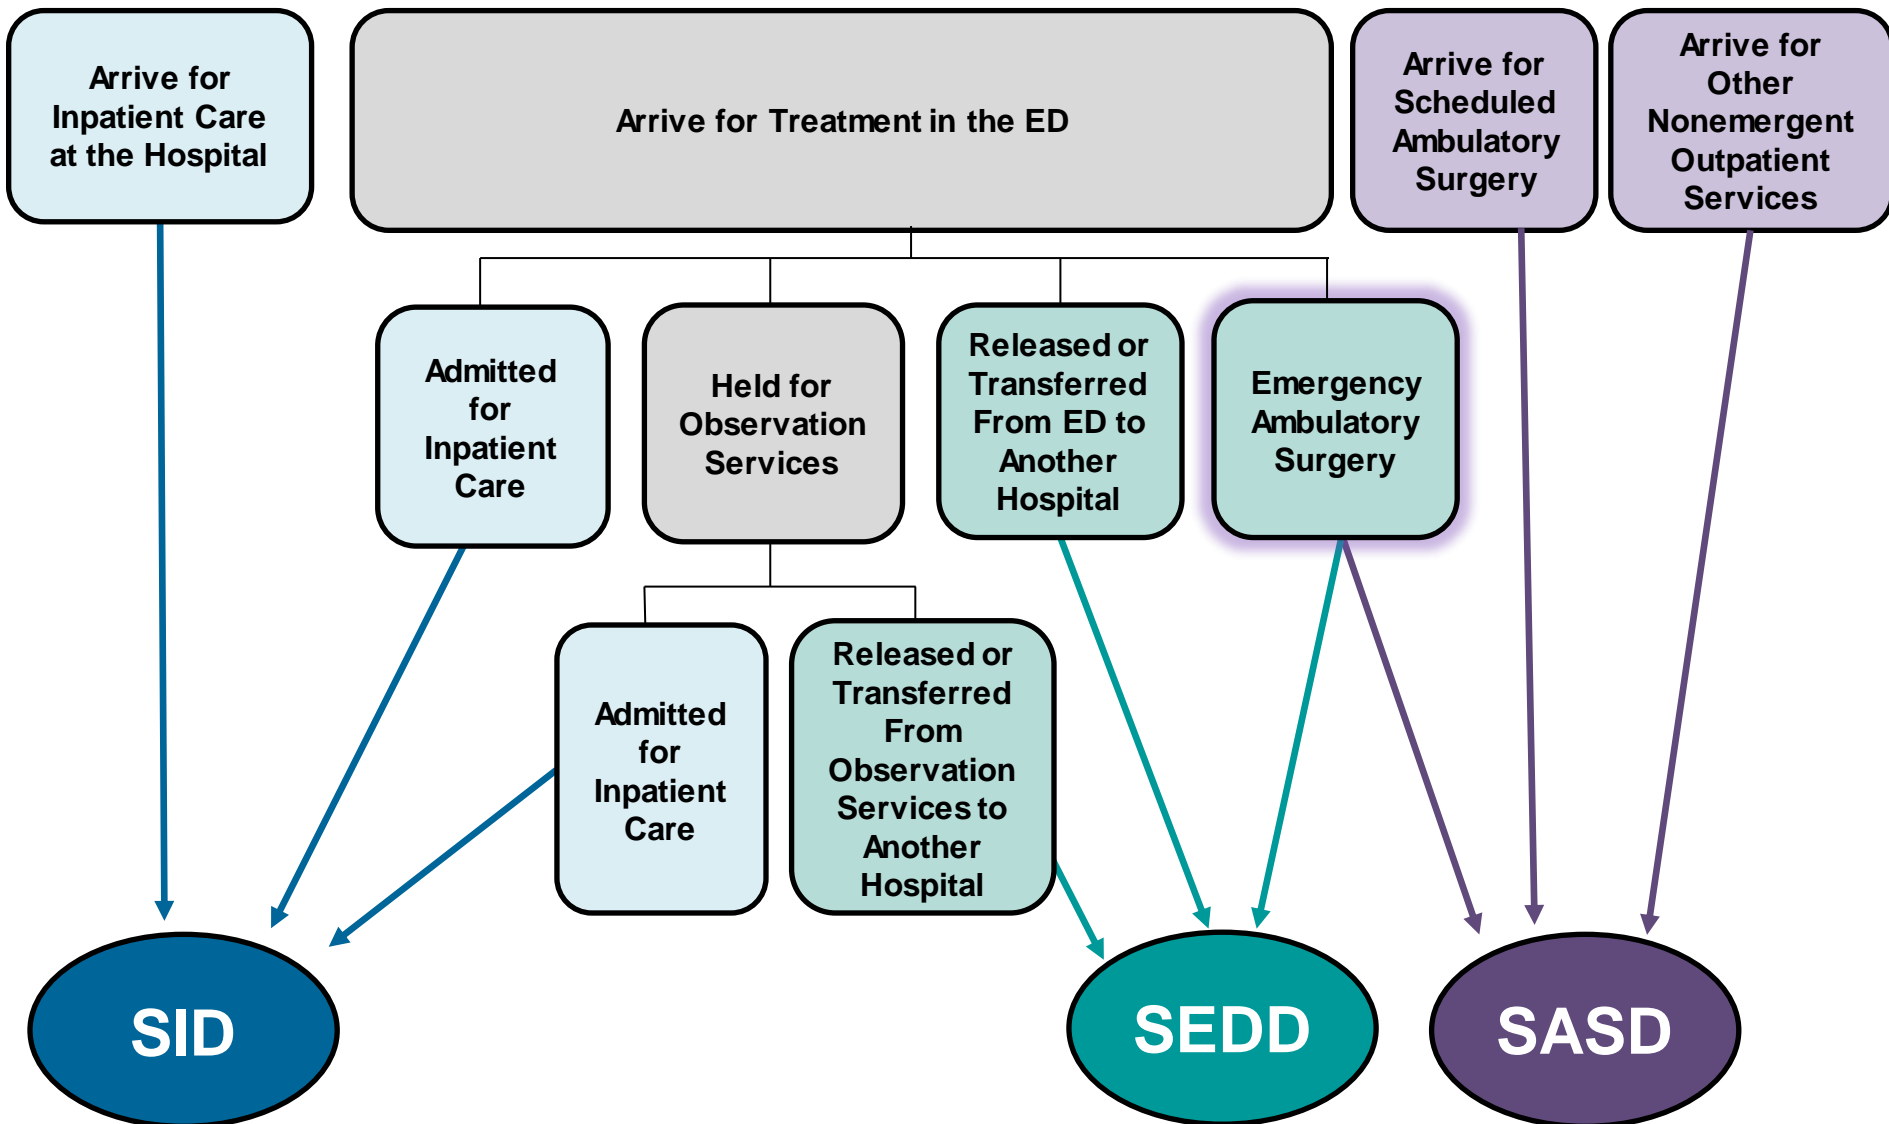 Arrive for
Inpatient Care
at the Hospital
Arrive for Treatment in the ED
Arrive for
Scheduled
Ambulatory
Surgery
Arrive for
Other
Nonemergent
Outpatient
Services
Admitted
for
Inpatient
Care
Held for
Observation
Services
Released or
Transferred
From ED to
Another
Hospital
Emergency
Ambulatory
Surgery
Admitted
for
Inpatient
Care
Released or
Transferred
From
Observation
Services to
Another
Hospital
SID
SEDD
SASD